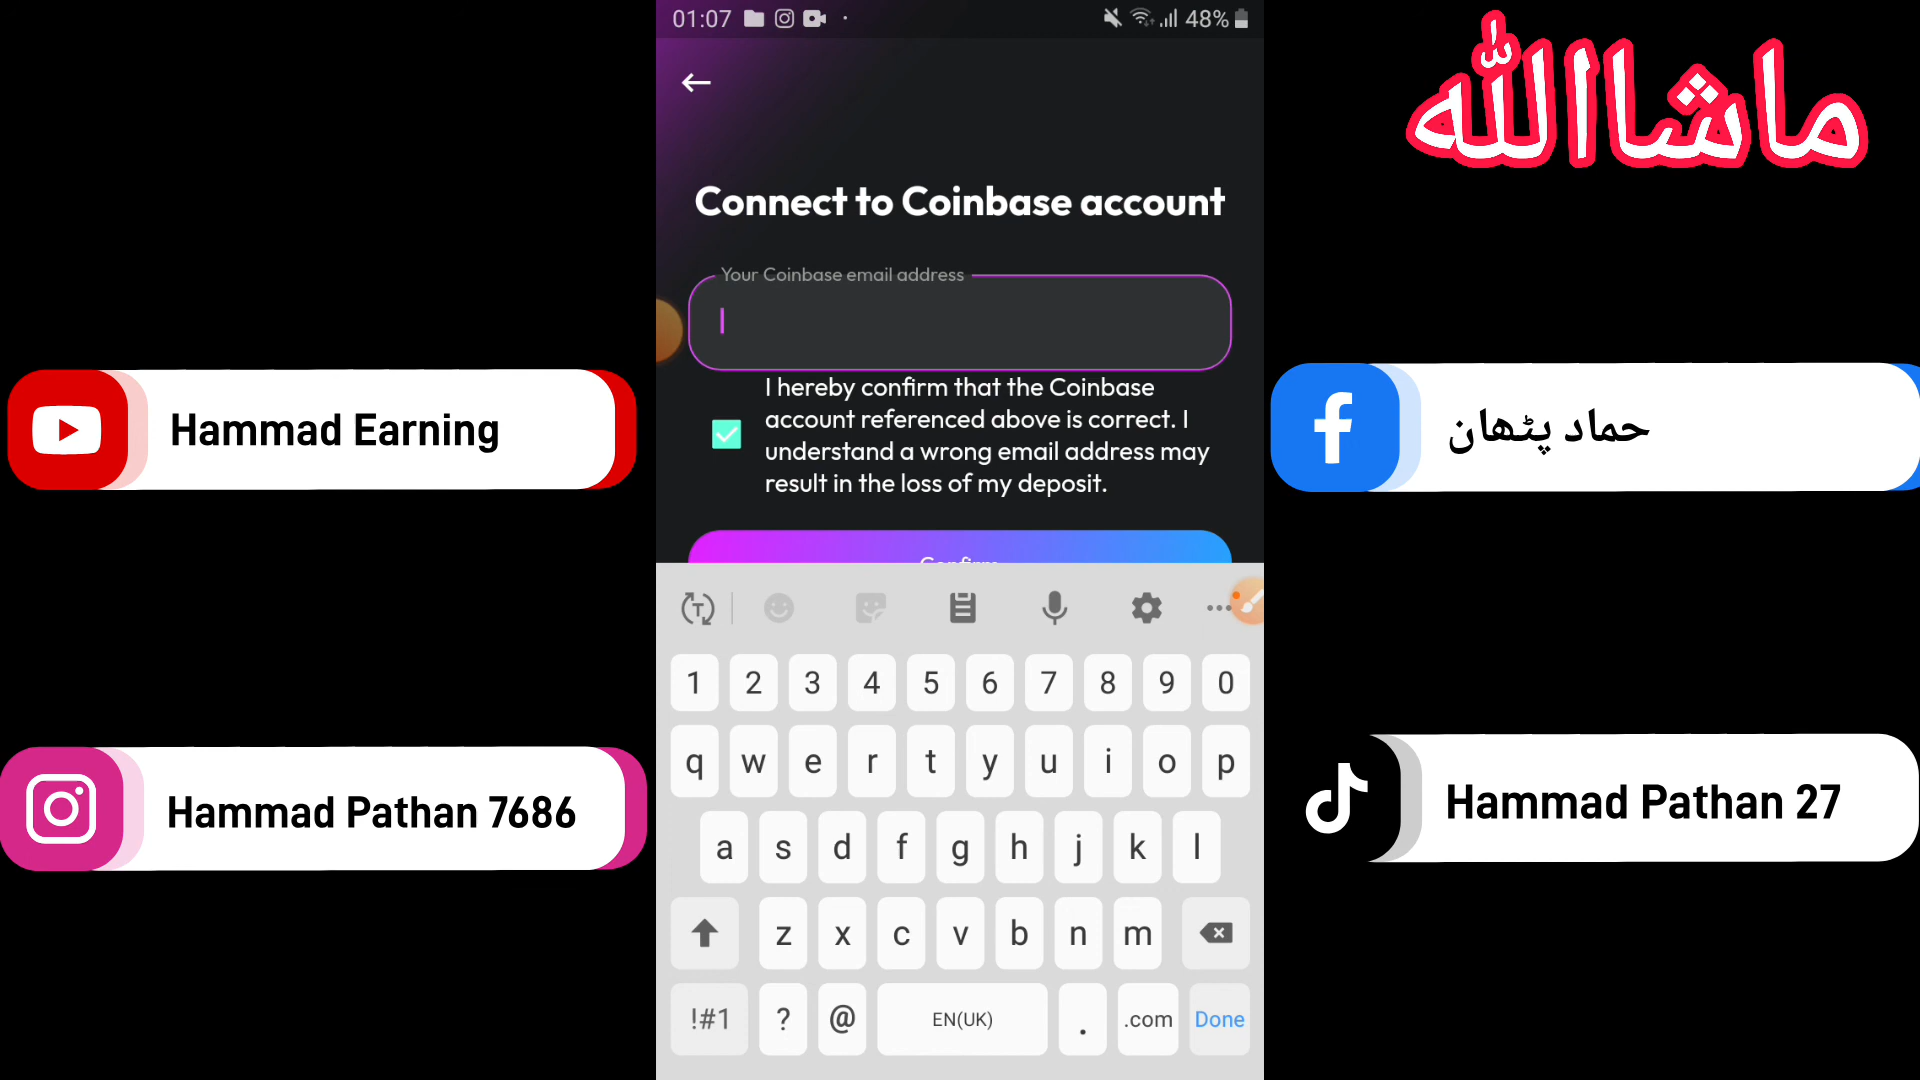 01:07
48%
ماشاالله
Connect to Coinbase account
Your Coinbase email address
I hereby confirm that the Coinbase
account referenced above is correct. I
understand a wrong email address may
result in the loss of my deposit.
Confirm
Hammad Earning
حماد پٹھان
Hammad Pathan 7686
Hammad Pathan 27
1 2 3 4 5 6 7 8 9 0
q w e r t y u i o p
a s d f g h j k l
z x c v b n m
!#1 ? @ EN(UK) . .com Done